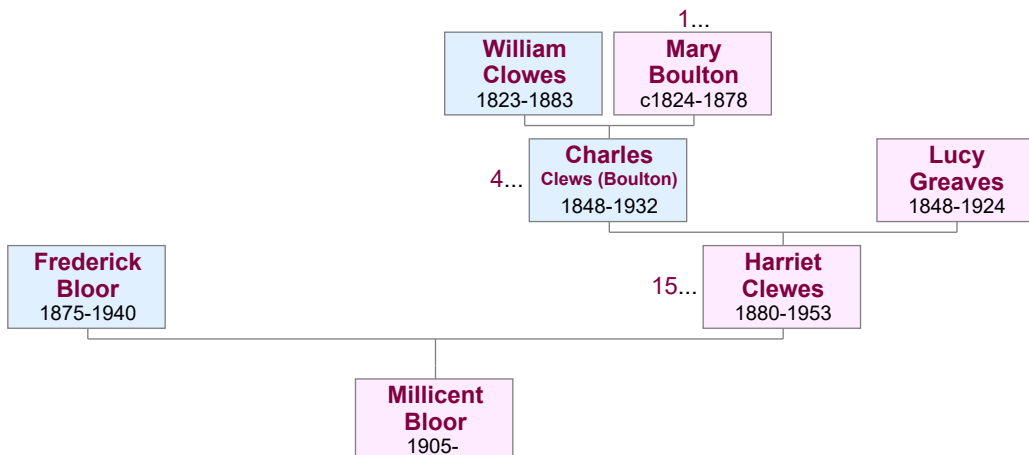 1...
William
Clowes
1823-1883
Mary
Boulton
c1824-1878
4...
Charles
Clews (Boulton)
1848-1932
Lucy
Greaves
1848-1924
Frederick
Bloor
1875-1940
15...
Harriet
Clewes
1880-1953
Millicent
Bloor
1905-